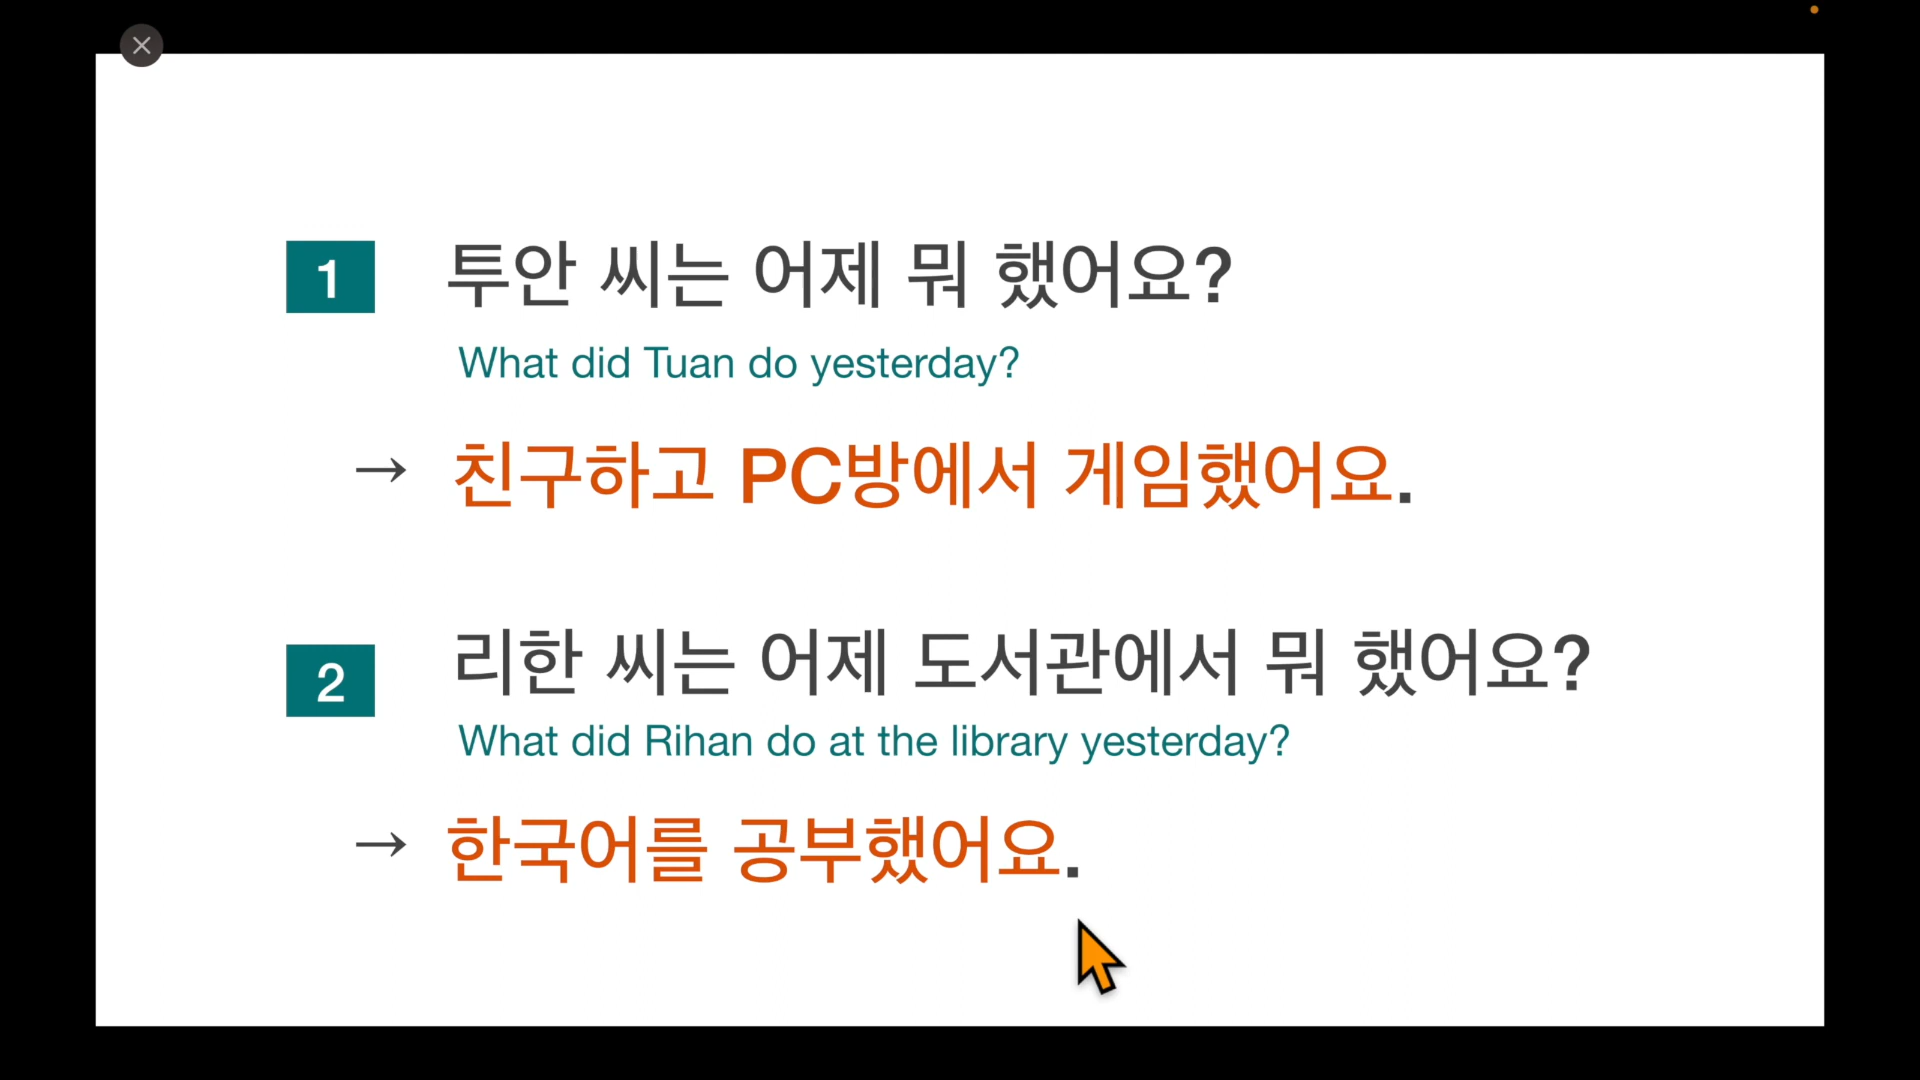 1 투안 씨는 어제 뭐 했어요?
What did Tuan do yesterday?
→ 친구하고 PC방에서 게임했어요.
2 리한 씨는 어제 도서관에서 뭐 했어요?
What did Rihan do at the library yesterday?
→ 한국어를 공부했어요.